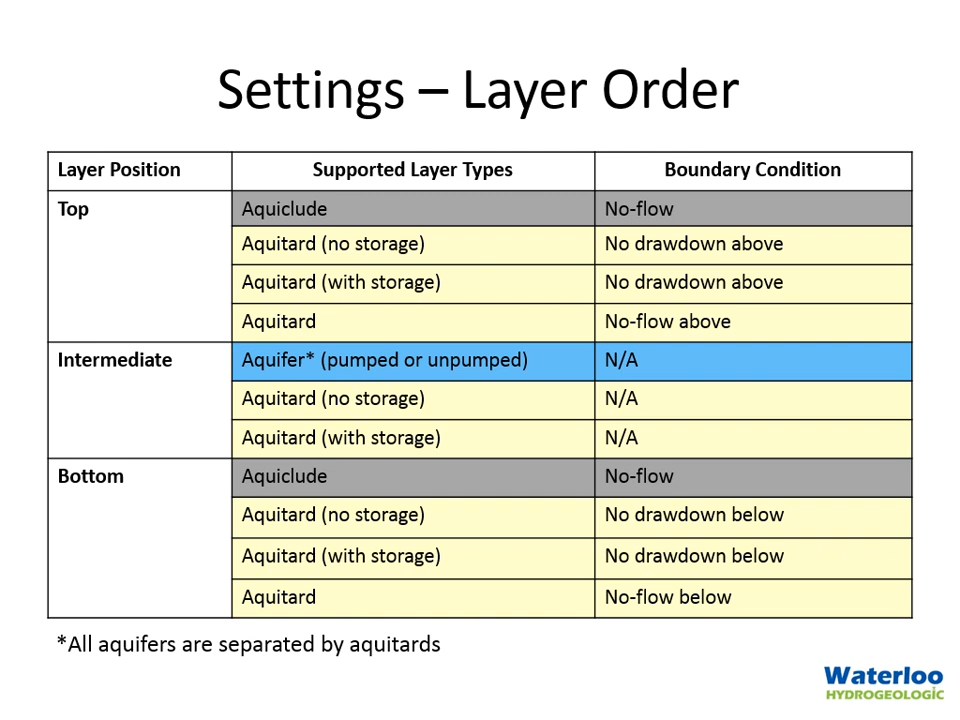 Settings – Layer Order
Layer Position Supported Layer Types Boundary Condition
Top Aquiclude No-flow
Aquitard (no storage) No drawdown above
Aquitard (with storage) No drawdown above
Aquitard No-flow above
Intermediate Aquifer* (pumped or unpumped) N/A
Aquitard (no storage) N/A
Aquitard (with storage) N/A
Bottom Aquiclude No-flow
Aquitard (no storage) No drawdown below
Aquitard (with storage) No drawdown below
Aquitard No-flow below
*All aquifers are separated by aquitards
Waterloo
HYDROGEOLOGIC